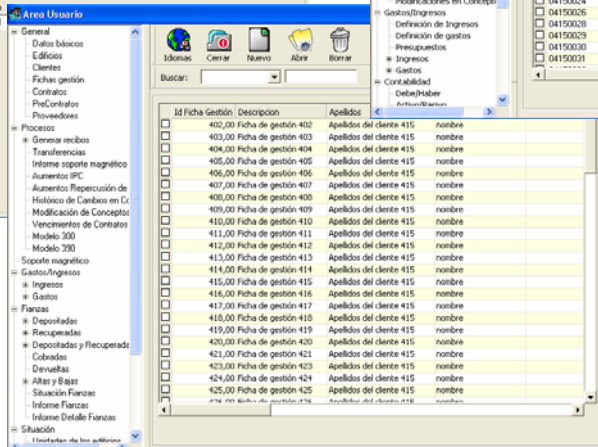 Area Usuario
General
Datos básicos
Edificios
Clientes
Fichas gestión
Contratos
PreContratos
Proveedores
Procesos
Generar recibos
Transferencias
Informe soporte magnético
Aumentos IPC
Aumentos Repercusión de
Histórico de Cambios en Co
Modificación de Conceptos
Vencimientos de Contratos
Modelo 300
Modelo 390
Soporte magnético
Gastos/Ingresos
Ingresos
Gastos
Fianzas
Depositadas
Recuperadas
Depositadas y Recuperada
Cobradas
Devueltas
Altas y Bajas
Situación Fianzas
Informe Fianzas
Informe Detalle Fianzas
Situación
Unidades de los edificios
Idiomas Cerrar Nuevo Abrir Borrar
Buscar:
Id Ficha Gestión Descripcion Apellidos
402,00 Ficha de gestión 402 Apellidos del cliente 415 nombre
403,00 Ficha de gestión 403 Apellidos del cliente 415 nombre
404,00 Ficha de gestión 404 Apellidos del cliente 415 nombre
405,00 Ficha de gestión 405 Apellidos del cliente 415 nombre
406,00 Ficha de gestión 406 Apellidos del cliente 415 nombre
407,00 Ficha de gestión 407 Apellidos del cliente 415 nombre
408,00 Ficha de gestión 408 Apellidos del cliente 415 nombre
409,00 Ficha de gestión 409 Apellidos del cliente 415 nombre
410,00 Ficha de gestión 410 Apellidos del cliente 415 nombre
411,00 Ficha de gestión 411 Apellidos del cliente 415 nombre
412,00 Ficha de gestión 412 Apellidos del cliente 415 nombre
413,00 Ficha de gestión 413 Apellidos del cliente 415 nombre
414,00 Ficha de gestión 414 Apellidos del cliente 415 nombre
415,00 Ficha de gestión 415 Apellidos del cliente 415 nombre
416,00 Ficha de gestión 416 Apellidos del cliente 415 nombre
417,00 Ficha de gestión 417 Apellidos del cliente 415 nombre
418,00 Ficha de gestión 418 Apellidos del cliente 415 nombre
419,00 Ficha de gestión 419 Apellidos del cliente 415 nombre
420,00 Ficha de gestión 420 Apellidos del cliente 415 nombre
421,00 Ficha de gestión 421 Apellidos del cliente 415 nombre
423,00 Ficha de gestión 423 Apellidos del cliente 415 nombre
424,00 Ficha de gestión 424 Apellidos del cliente 415 nombre
425,00 Ficha de gestión 425 Apellidos del cliente 415 nombre
426,00 Ficha de gestión 426 Apellidos del cliente 415 nombre
Modificaciones en Concepto
Gastos/Ingresos
Definición de Ingresos
Definición de gastos
Presupuestos
Ingresos
Gastos
Contabilidad
Debe/Haber
Activo/Pasivo
04150024
04150026
04150028
04150029
04150030
04150031